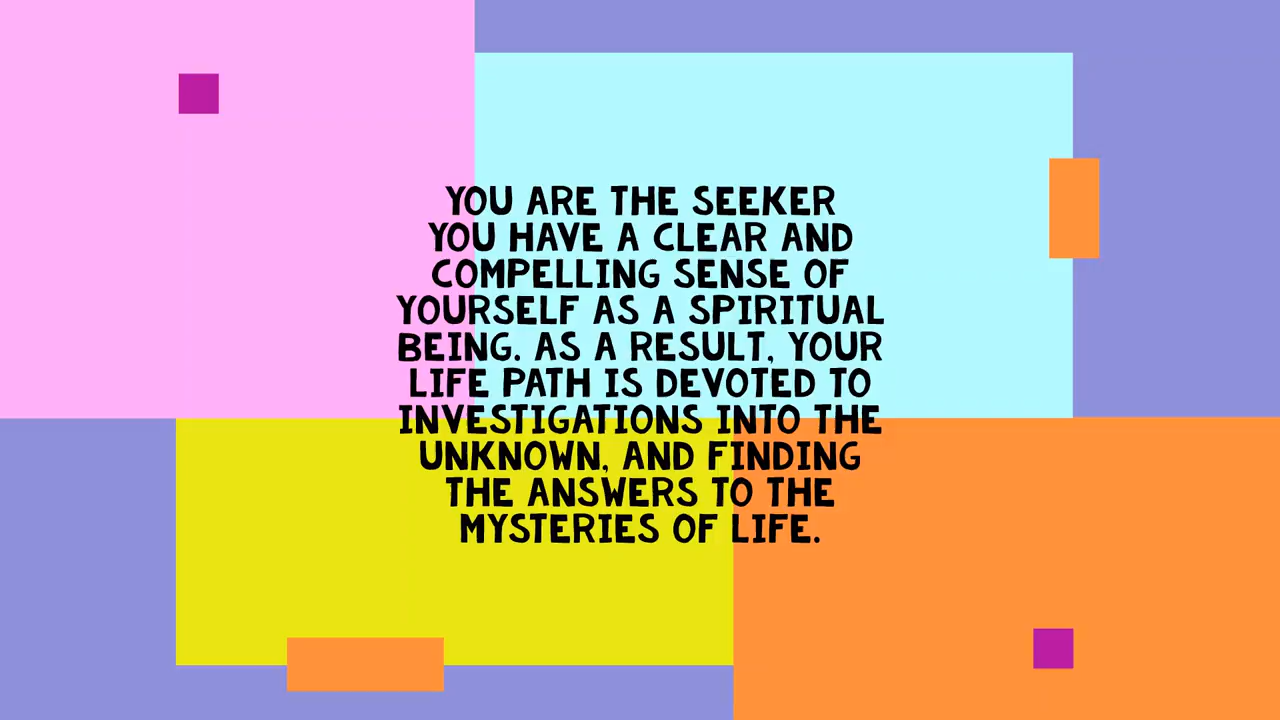 YOU ARE THE SEEKER
YOU HAVE A CLEAR AND
COMPELLING SENSE OF
YOURSELF AS A SPIRITUAL
BEING. AS A RESULT, YOUR
LIFE PATH IS DEVOTED TO
INVESTIGATIONS INTO THE
UNKNOWN, AND FINDING
THE ANSWERS TO THE
MYSTERIES OF LIFE.